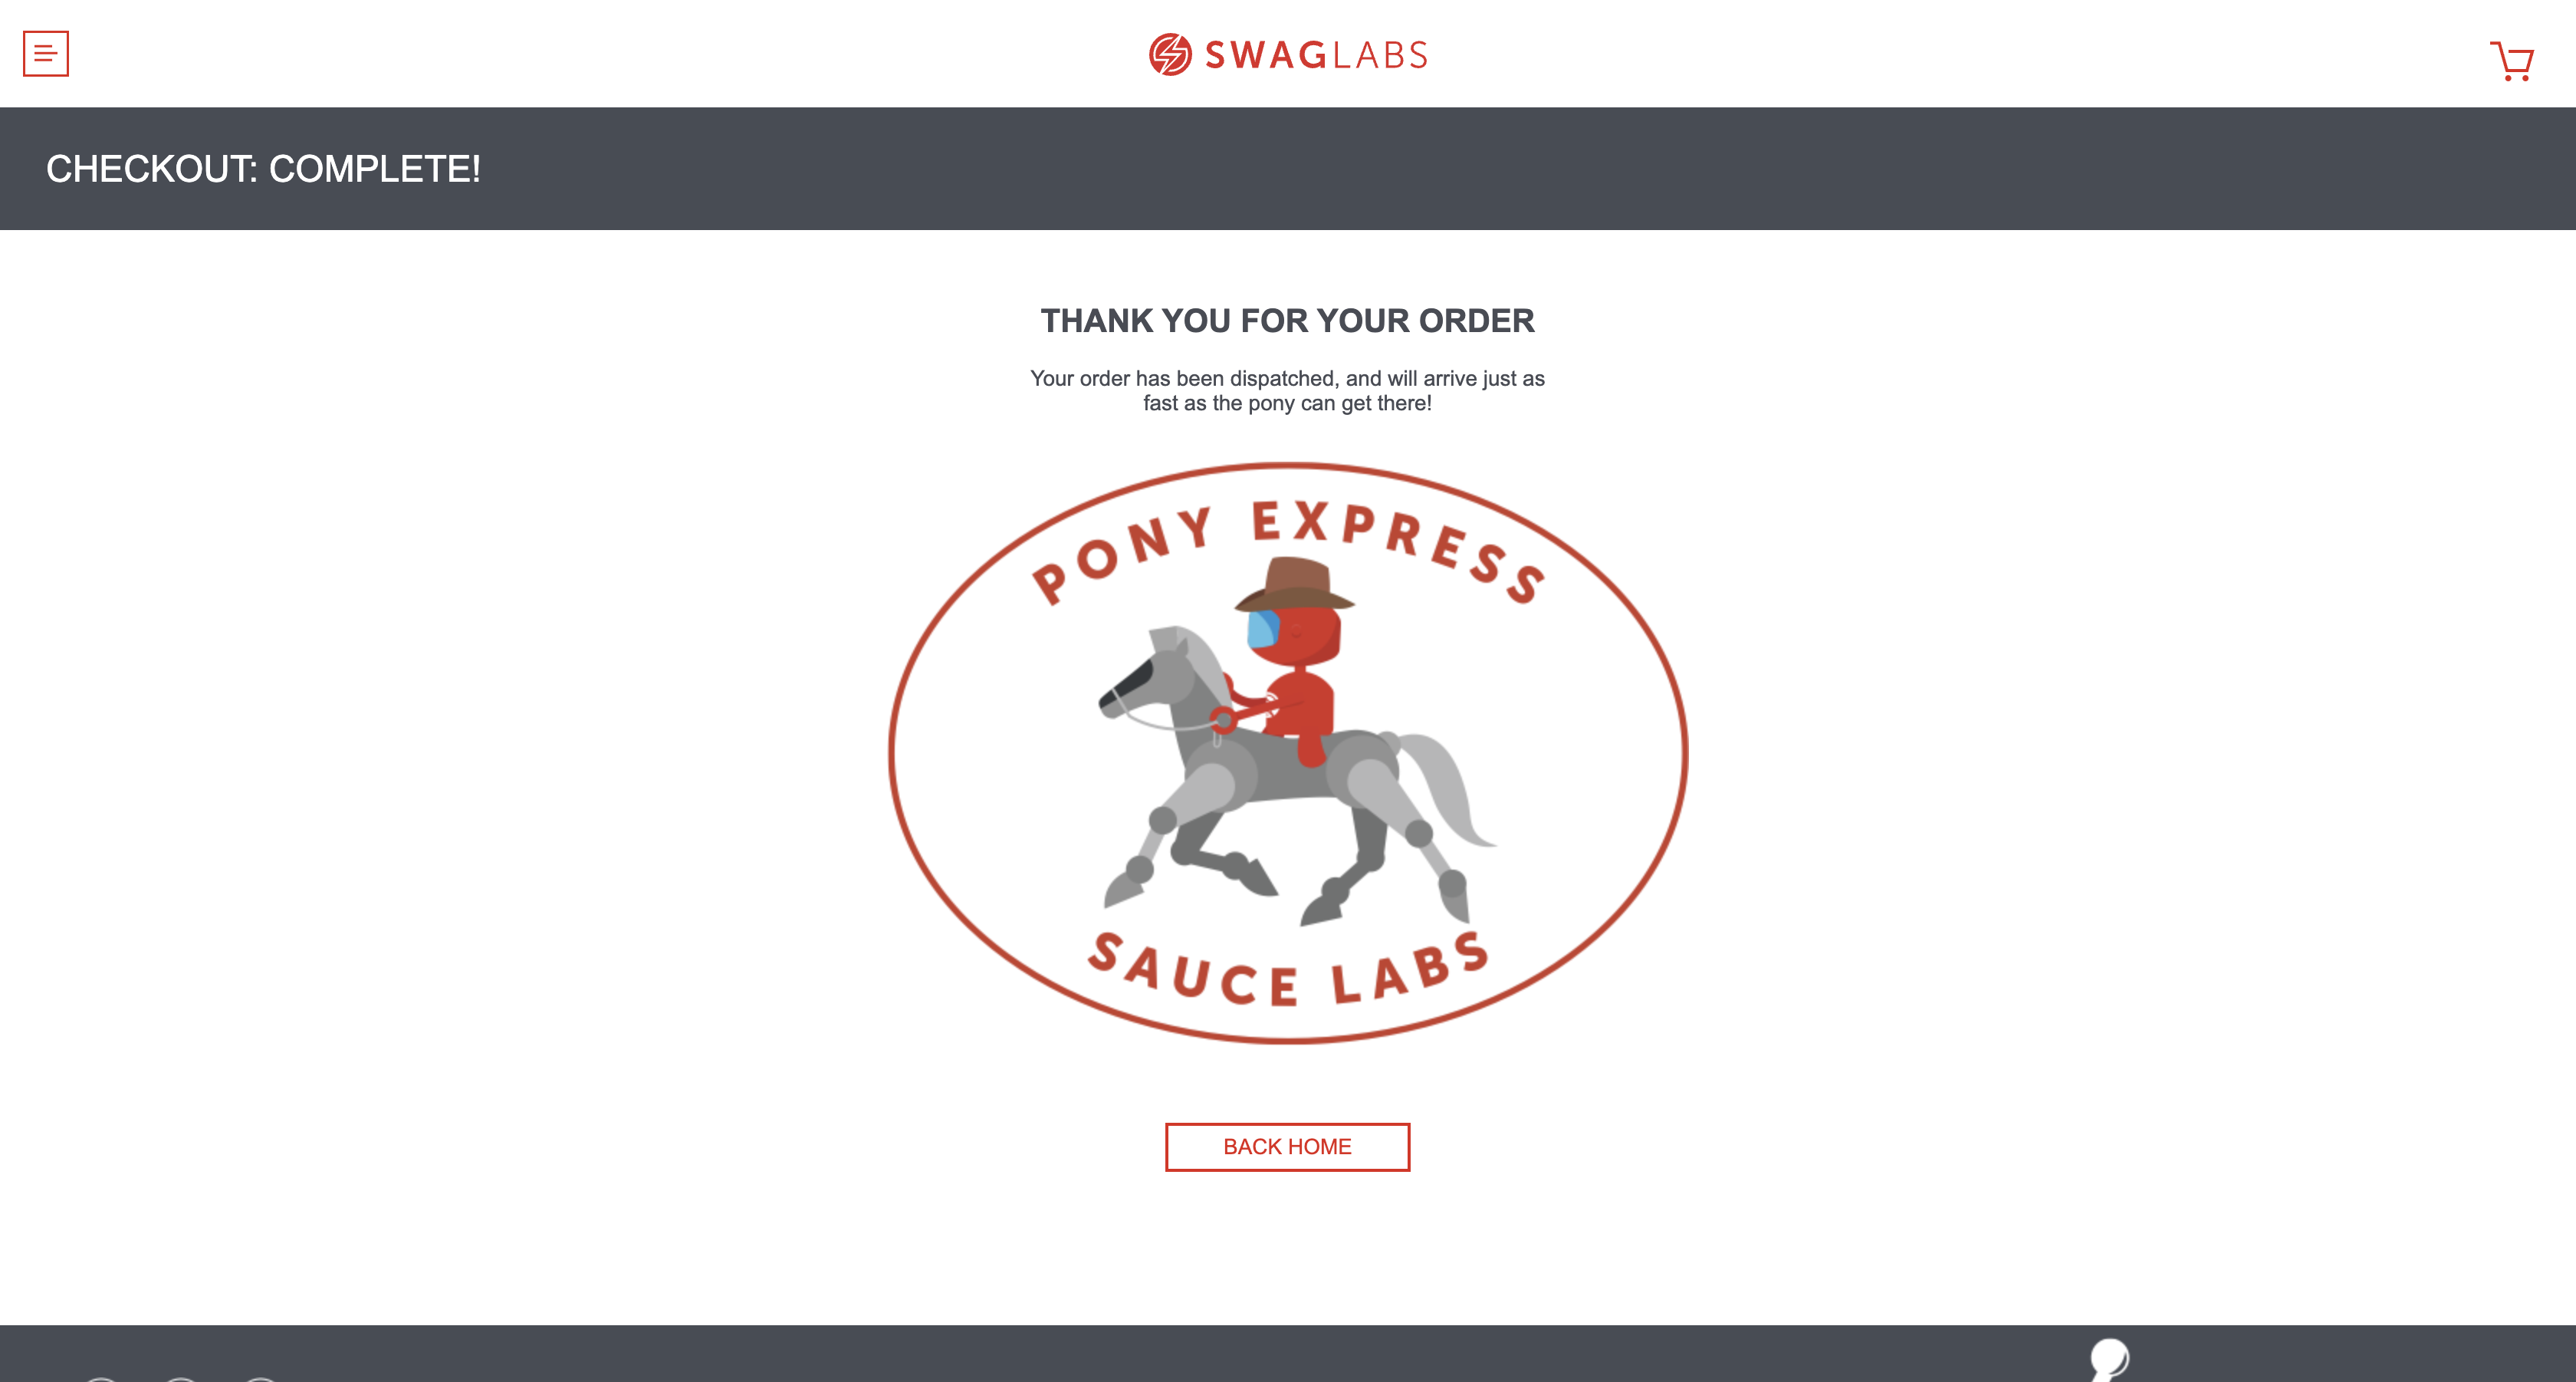 SWAGLABS
CHECKOUT: COMPLETE!
THANK YOU FOR YOUR ORDER
Your order has been dispatched, and will arrive just as
fast as the pony can get there!
PONY EXPRESS
SAUCE LABS
BACK HOME